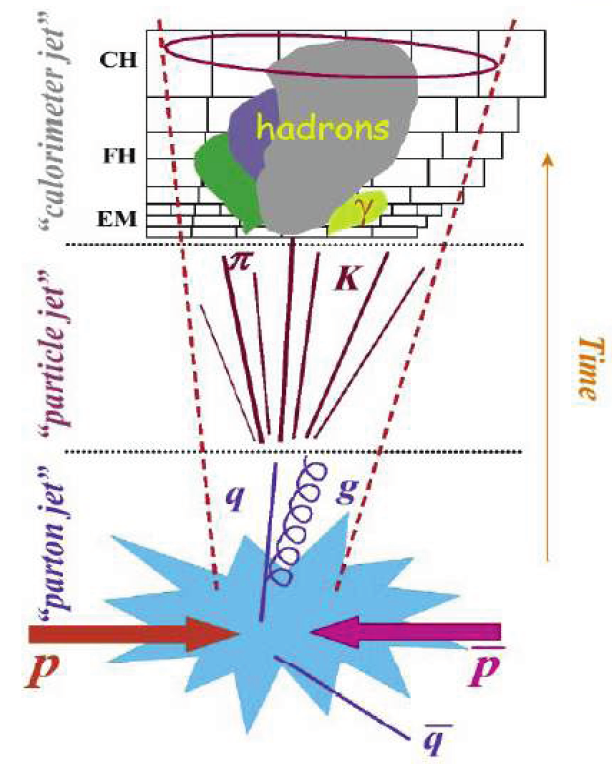 "calorimeter jet"
CH
hadrons
FH
γ
EM
π
K
"particle jet"
Time
q
g
"parton jet"
p
p̅
q̅